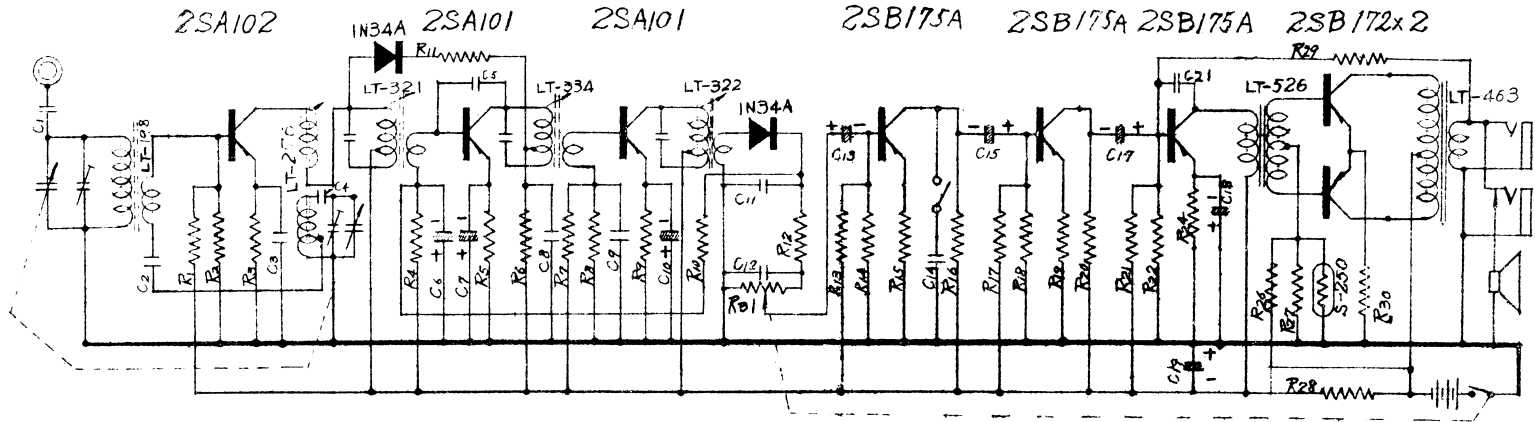 2SA102 2SA101 2SA101 2SB175A 2SB175A 2SB175A 2SB172x2
1N34A R11 R29
LT-321 C5 LT-334 LT-322 1N34A C21 LT-526 LT-463
C1 LT-108 C4 C13 C15 C17 C18
C11 R12 R24
C2 R1 R2 R3 C3 R4 C6 C7 R5 R6 C8 R7 R8 C9 R9 C10 R10 C12 R31 R13 R14 R15 C14 R16 R17 R18 R19 R20 R21 R22 R26 R27 S-250 R30
C19 R28